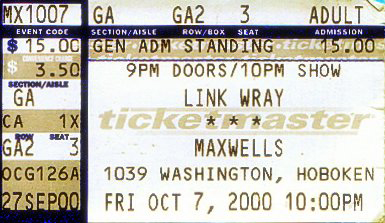 MX1007 GA GA2 3 ADULT
EVENT CODE SECTION/AISLE ROW/BOX SEAT ADMISSION
$ 15.00 GEN ADM STANDING 15.00
CONVENIENCE CHARGE
$ 3.50 9PM DOORS/10PM SHOW
SECTION/AISLE
GA LINK WRAY
ticketmaster
CA 1X * * *
ROW SEAT
GA2 3 MAXWELLS
OCG126A 1039 WASHINGTON, HOBOKEN
27SEP00 FRI OCT 7, 2000 10:00PM